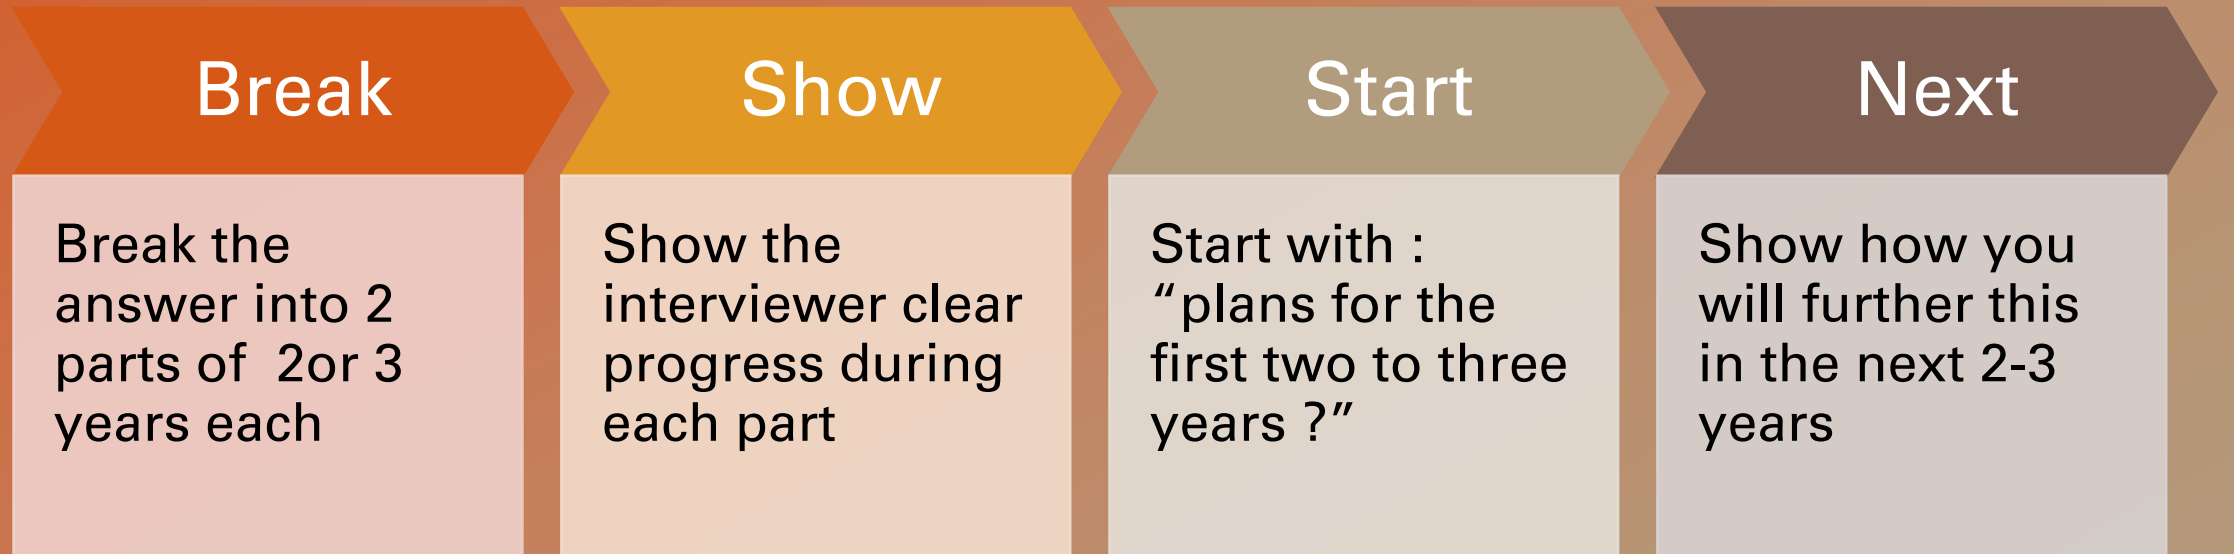 Break
Break the
answer into 2
parts of  2or 3
years each
Show
Show the
interviewer clear
progress during
each part
Start
Start with :
“plans for the
first two to three
years ?”
Next
Show how you
will further this
in the next 2-3
years